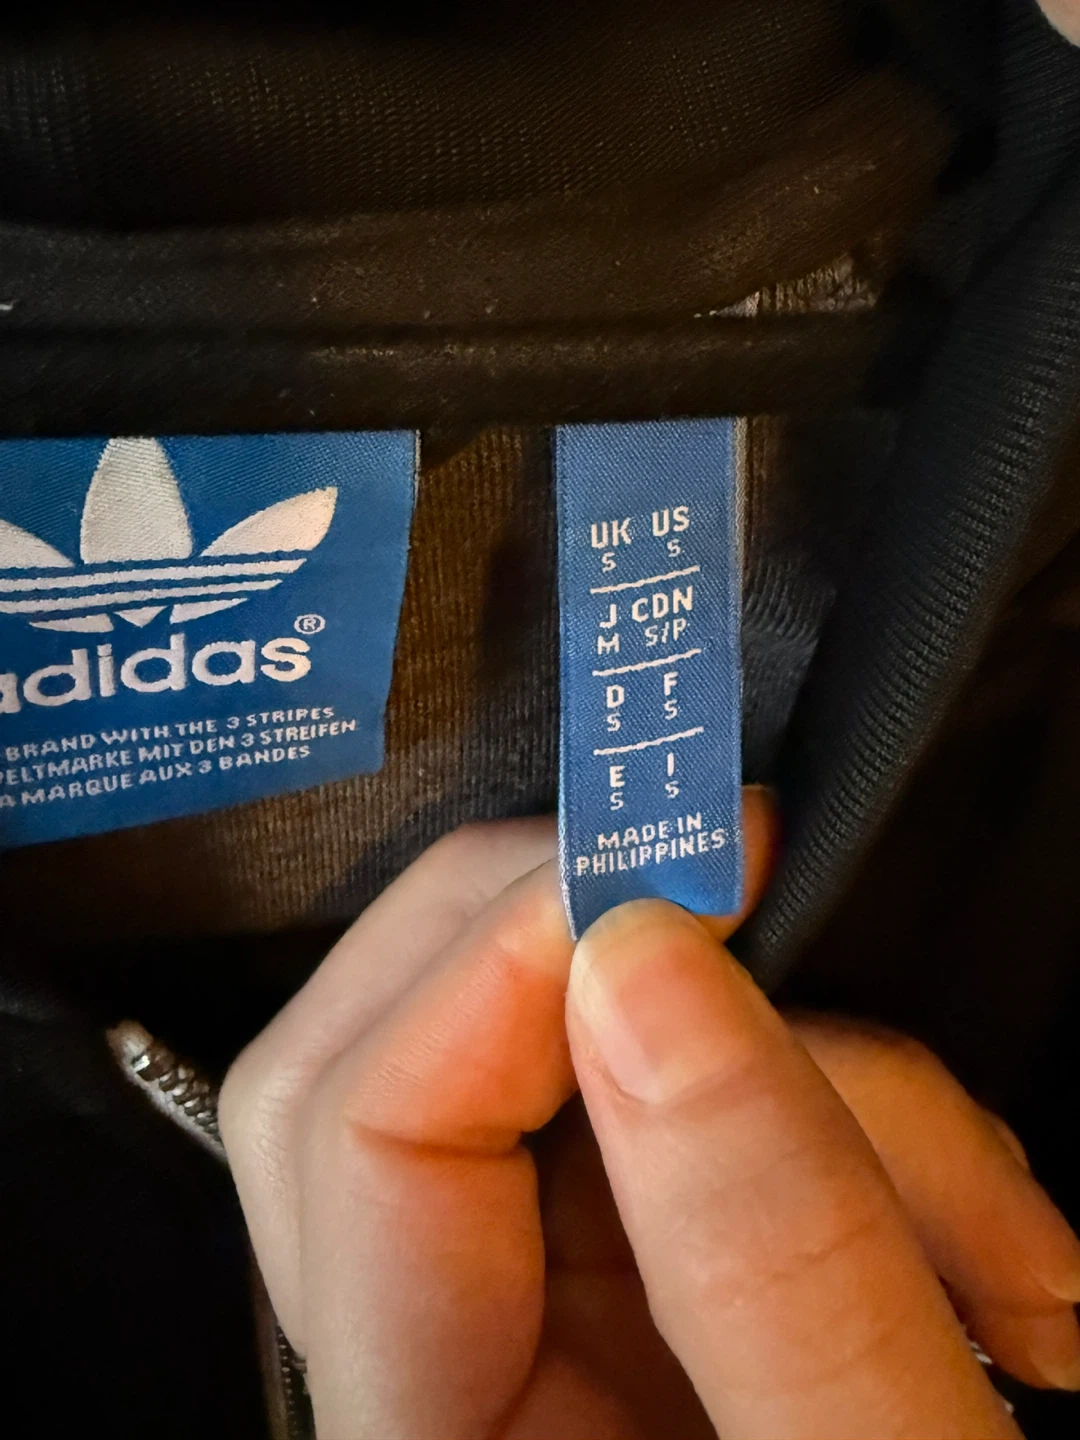 adidas®
BRAND WITH THE 3 STRIPES
MARKE MIT DEN 3 STREIFEN
MARQUE AUX 3 BANDES
UK US
S S
J CDN
M S/P
D F
S S
E I
S S
MADE IN
PHILIPPINES